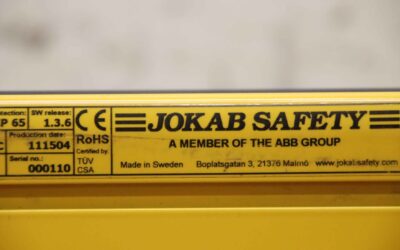 tection: SW release:
P 65 1.3.6
Production date:
C 111504
Serial no.:
000110
CE
RoHS
Certified by
TÜV
CSA
JOKAB SAFETY
A MEMBER OF THE ABB GROUP
Made in Sweden Boplatsgatan 3, 21376 Malmö www.jokabsafety.com